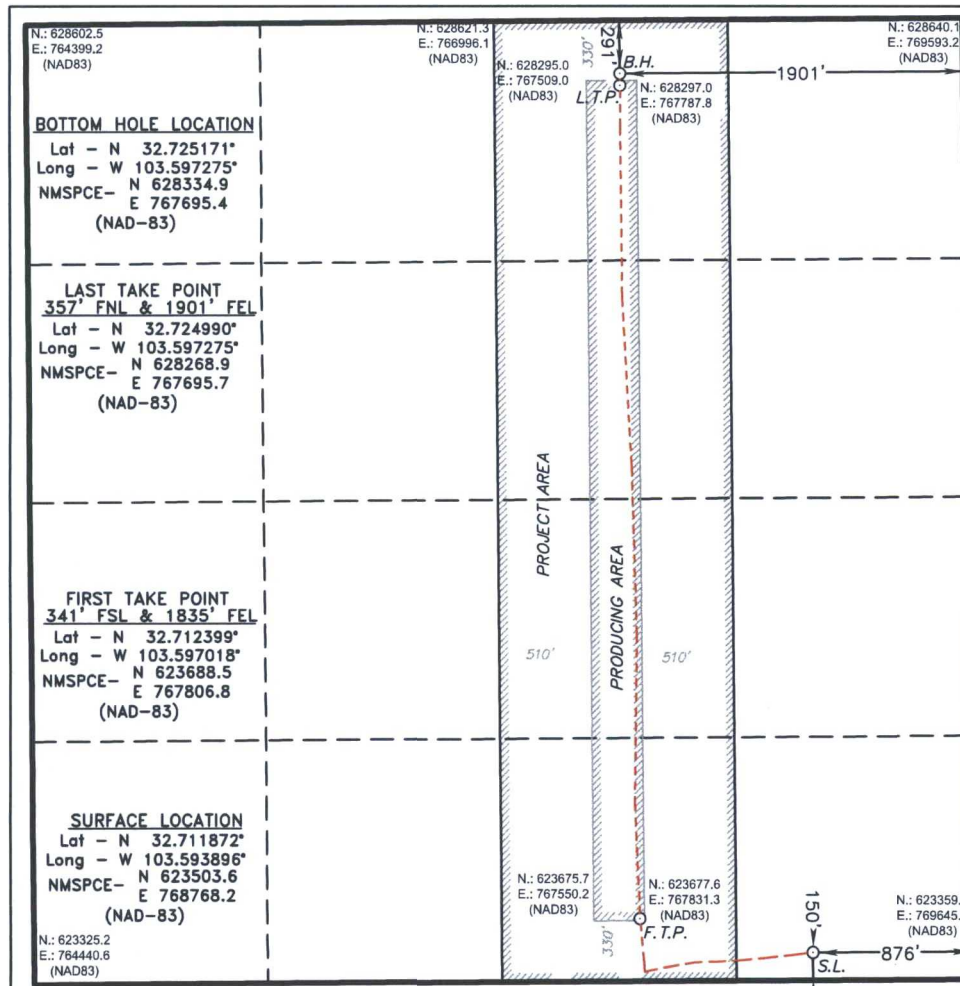 N.: 628602.5
E.: 764399.2
(NAD83)
N.: 628621.3
E.: 766996.1
(NAD83)
N.: 628640.1
E.: 769593.2
(NAD83)
330'
291'
B.H.
1901'
N.: 628295.0
E.: 767509.0
(NAD83)
L.T.P.
N.: 628297.0
E.: 767787.8
(NAD83)
BOTTOM HOLE LOCATION
Lat - N 32.725171°
Long - W 103.597275°
NMSPCE- N 628334.9
E 767695.4
(NAD-83)
LAST TAKE POINT
357' FNL & 1901' FEL
Lat - N 32.724990°
Long - W 103.597275°
NMSPCE- N 628268.9
E 767695.7
(NAD-83)
PROJECT AREA
PRODUCING AREA
510'
510'
FIRST TAKE POINT
341' FSL & 1835' FEL
Lat - N 32.712399°
Long - W 103.597018°
NMSPCE- N 623688.5
E 767806.8
(NAD-83)
SURFACE LOCATION
Lat - N 32.711872°
Long - W 103.593896°
NMSPCE- N 623503.6
E 768768.2
(NAD-83)
N.: 623325.2
E.: 764440.6
(NAD83)
N.: 623675.7
E.: 767550.2
(NAD83)
N.: 623677.6
E.: 767831.3
(NAD83)
330'
F.T.P.
150'
N.: 623359.
E.: 769645.
(NAD83)
876'
S.L.